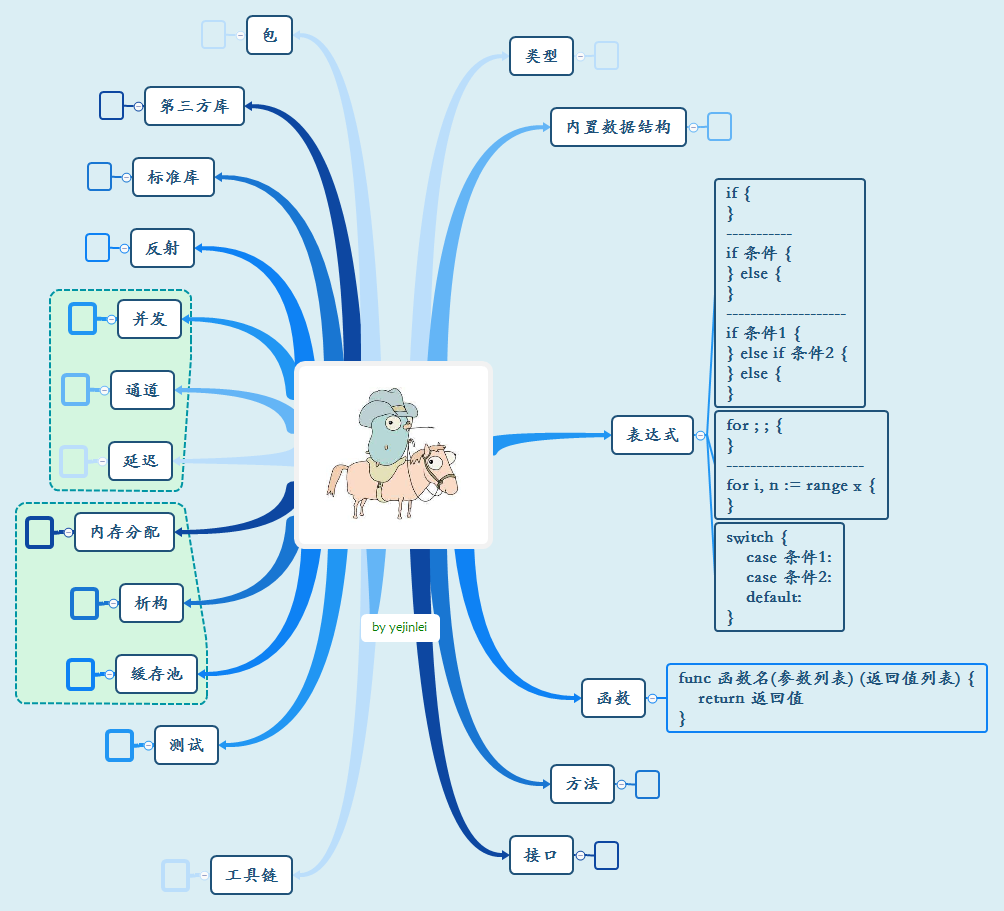 包
第三方库
标准库
反射
并发
通道
延迟
内存分配
析构
缓存池
测试
工具链
by yejinlei
类型
内置数据结构
表达式
if {
}
-----------
if 条件 {
} else {
}
--------------------
if 条件1 {
} else if 条件2 {
} else {
}
for ; ; {
}
-----------------------
for i, n := range x {
}
switch {
case 条件1:
case 条件2:
default:
}
函数
func 函数名(参数列表) (返回值列表) {
return 返回值
}
方法
接口